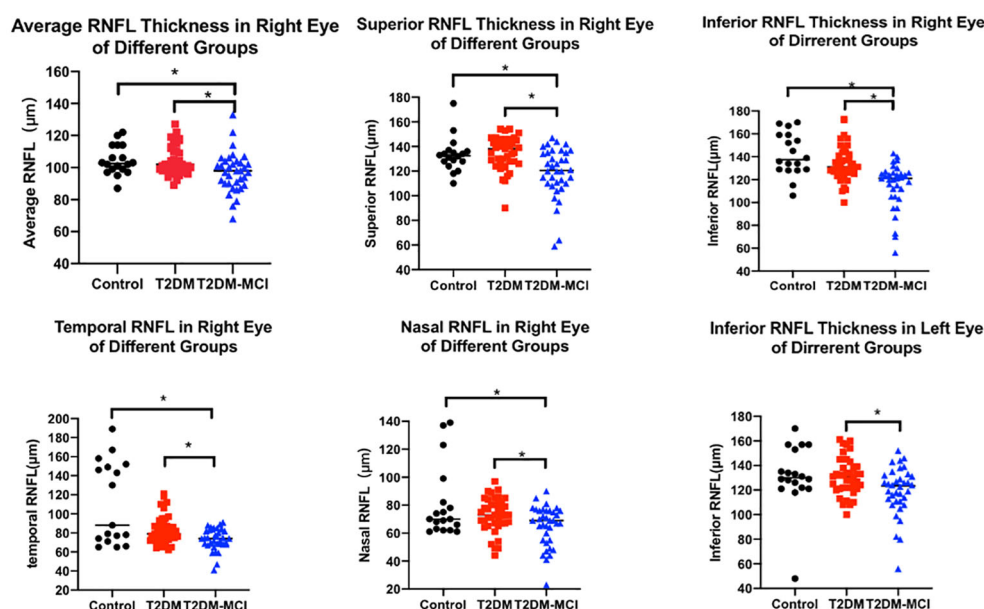 Average RNFL Thickness in Right Eye
of Different Groups
*
*
Average RNFL (μm)
160
140
120
100
80
60
40
Control T2DM T2DM-MCI
Superior RNFL Thickness in Right Eye
of Different Groups
*
*
Superior RNFL(μm)
180
160
140
120
100
80
60
40
Control T2DM T2DM-MCI
Inferior RNFL Thickness in Right Eye
of Dirrerent Groups
*
*
Inferior RNFL(μm)
180
160
140
120
100
80
60
40
Control T2DM T2DM-MCI
Temporal RNFL in Right Eye
of Different Groups
*
*
temporal RNFL(μm)
200
180
160
140
120
100
80
60
40
20
Control T2DM T2DM-MCI
Nasal RNFL in Right Eye
of Different Groups
*
*
Nasal RNFL (μm)
140
120
100
80
60
40
20
Control T2DM T2DM-MCI
Inferior RNFL Thickness in Left Eye
of Dirrerent Groups
*
Inferior RNFL(μm)
180
160
140
120
100
80
60
40
Control T2DM T2DM-MCI